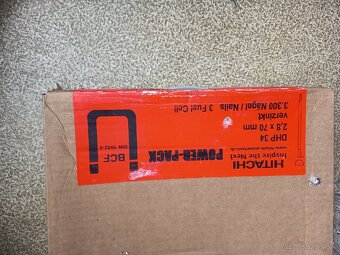 HITACHI
Inspire the Next
POWER-PACK
BCF
DIN 1052-2
DHP 34
2,8 x 70 mm
verzinkt
3.300 Nägel / Nails 3 Fuel Cell